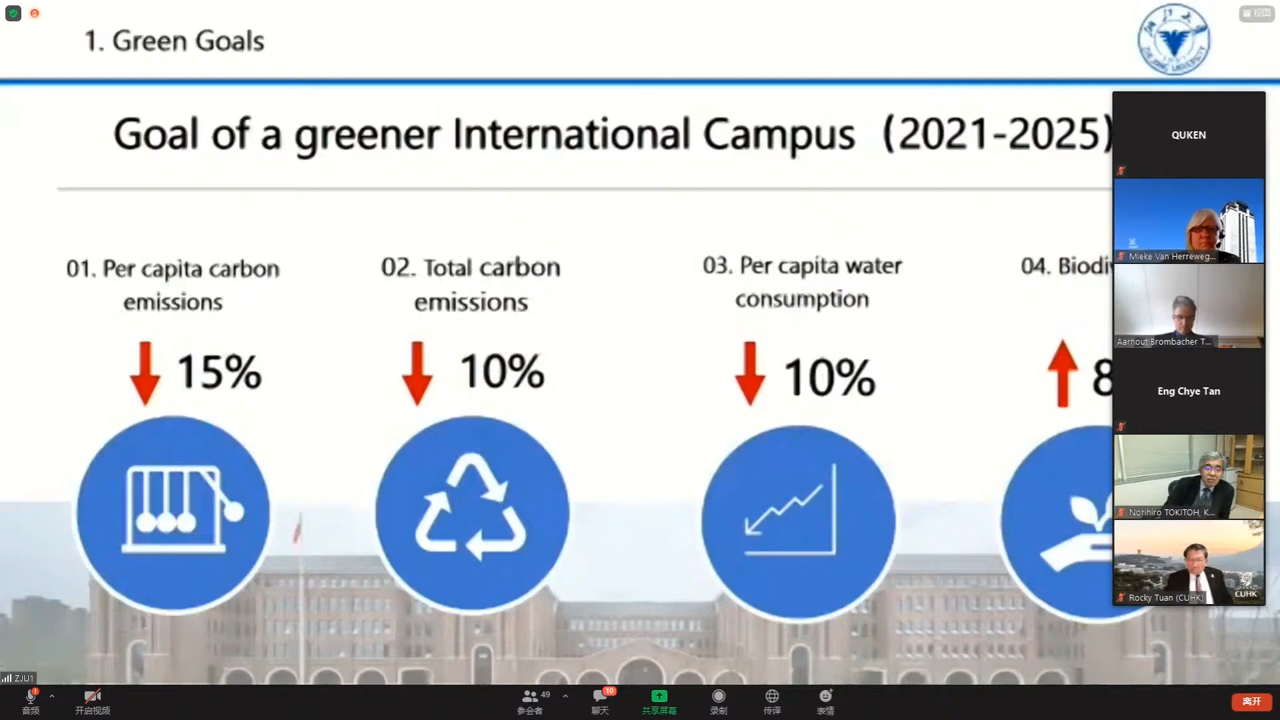 视图
1. Green Goals
Goal of a greener International Campus (2021-2025)
01. Per capita carbon
emissions
15%
02. Total carbon
emissions
10%
03. Per capita water
consumption
10%
04. Biodiv
8
QUKEN
Mieke Van Herreweg...
Aarnout Brombacher T...
Eng Chye Tan
Norihiro TOKITOH, K...
Rocky Tuan (CUHK)
CUHK
ZJU1
音频
开启视频
49
参会者
10
聊天
共享屏幕
录制
传译
表情
离开